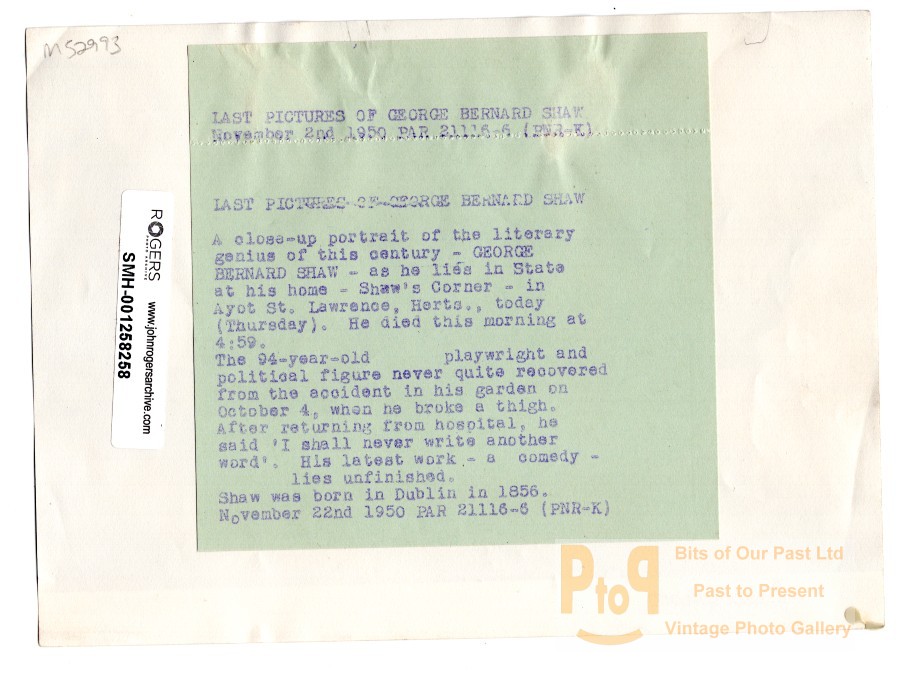 M52993
LAST PICTURES OF GEORGE BERNARD SHAW
November 2nd 1950 PAR 21116-6 (PNR-K)
LAST PICTURES OF GEORGE BERNARD SHAW
A close-up portrait of the literary
genius of this century - GEORGE
BERNARD SHAW - as he lies in State
at his home - Shaw's Corner - in
Ayot St. Lawrence, Herts., today
(Thursday). He died this morning at
4:59.
The 94-year-old playwright and
political figure never quite recovered
from the accident in his garden on
October 4, when he broke a thigh.
After returning from hospital, he
said 'I shall never write another
word'. His latest work - a comedy -
lies unfinished.
Shaw was born in Dublin in 1856.
November 22nd 1950 PAR 21116-6 (PNR-K)
ROGERS
www.johnrogersarchive.com
SMH-001258258
PtoP
Bits of Our Past Ltd
Past to Present
Vintage Photo Gallery